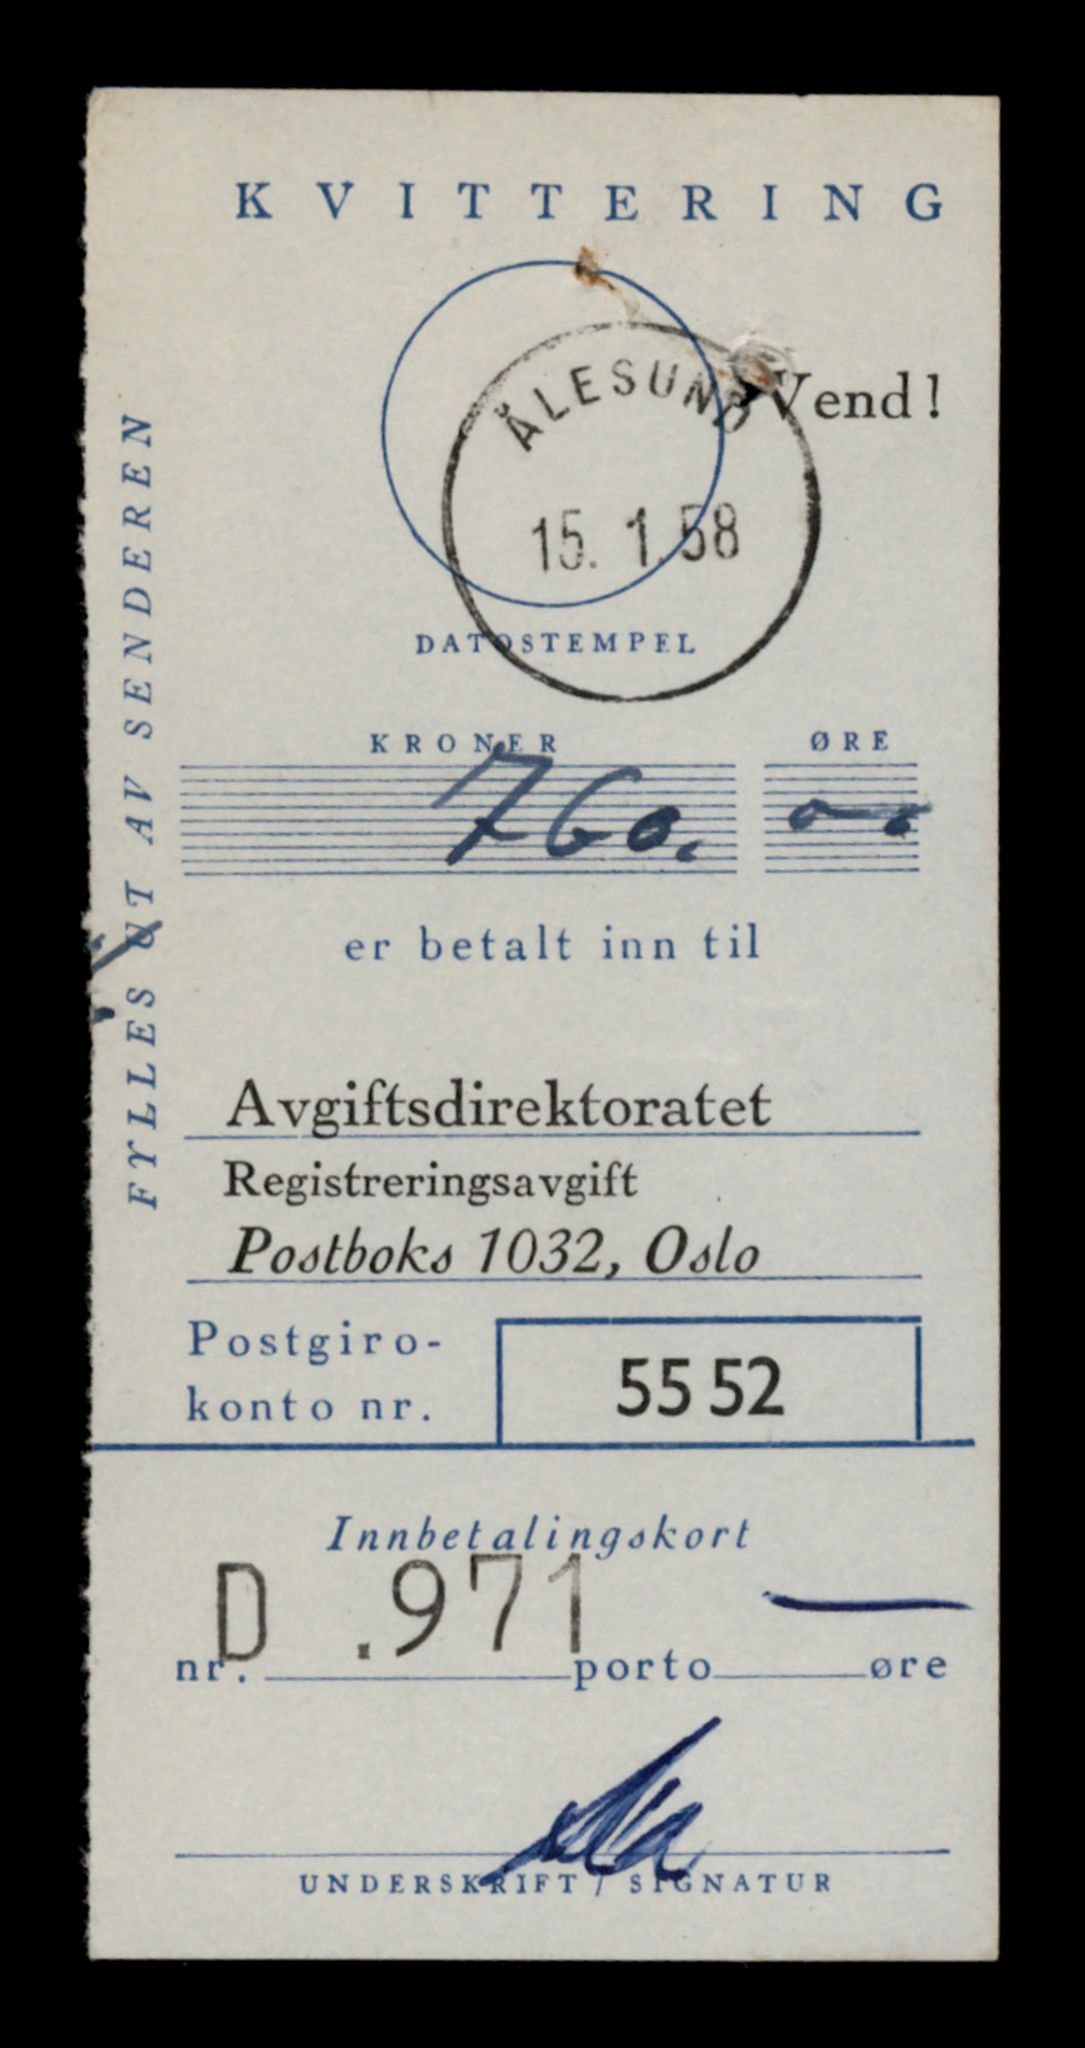 KVITTERING
Vend!
ÅLESUND
15. 1. 58
DATOSTEMPEL
FYLLES UT AV SENDEREN
KRONER ØRE
760.
er betalt inn til
Avgiftsdirektoratet
Registreringsavgift
Postboks 1032, Oslo
Postgiro-
konto nr. 55 52
Innbetalingskort
D .971
nr. porto øre
UNDERSKRIFT / SIGNATUR